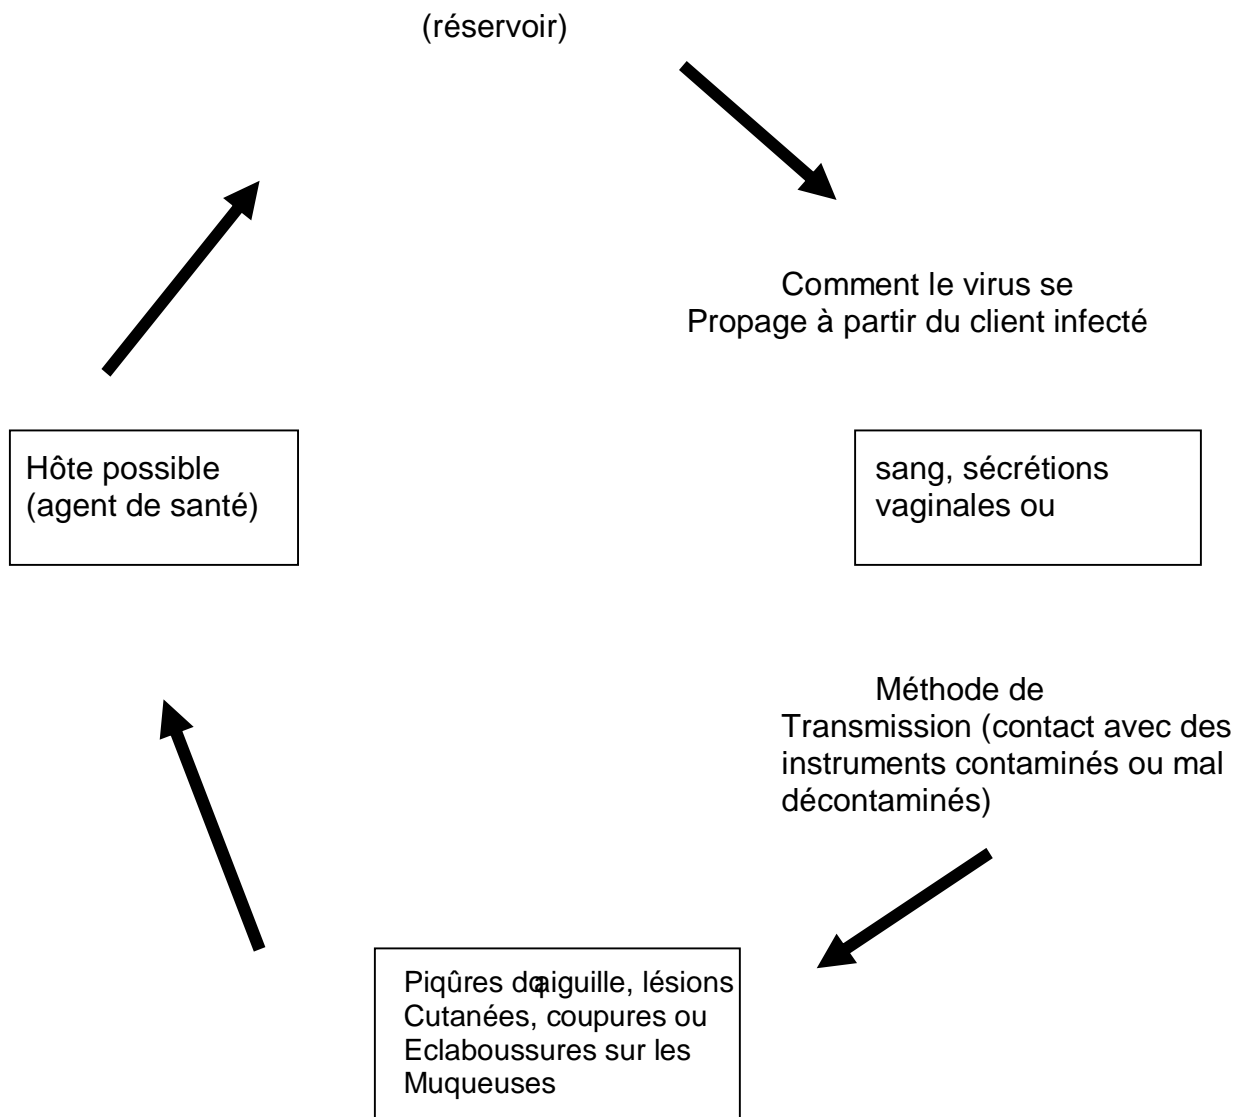 (réservoir)
Comment le virus se
Propage à partir du client infecté
Hôte possible
(agent de santé)
sang, sécrétions
vaginales ou
Méthode de
Transmission (contact avec des
instruments contaminés ou mal
décontaminés)
Piqûres dqaiguille, lésions
Cutanées, coupures ou
Eclaboussures sur les
Muqueuses